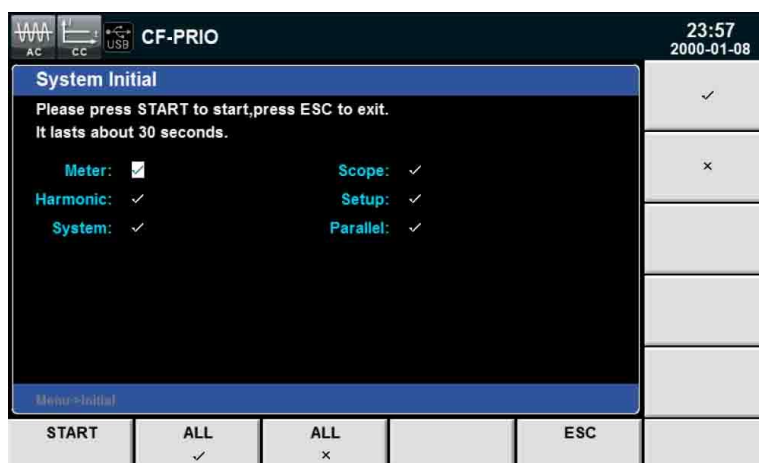 AC CC USB CF-PRIO 23:57
2000-01-08
System Initial
Please press START to start,press ESC to exit.
It lasts about 30 seconds.
Meter: ✓ Scope: ✓
Harmonic: ✓ Setup: ✓
System: ✓ Parallel: ✓
✓
×
Menu->Initial
START ALL ALL ESC
✓ ×